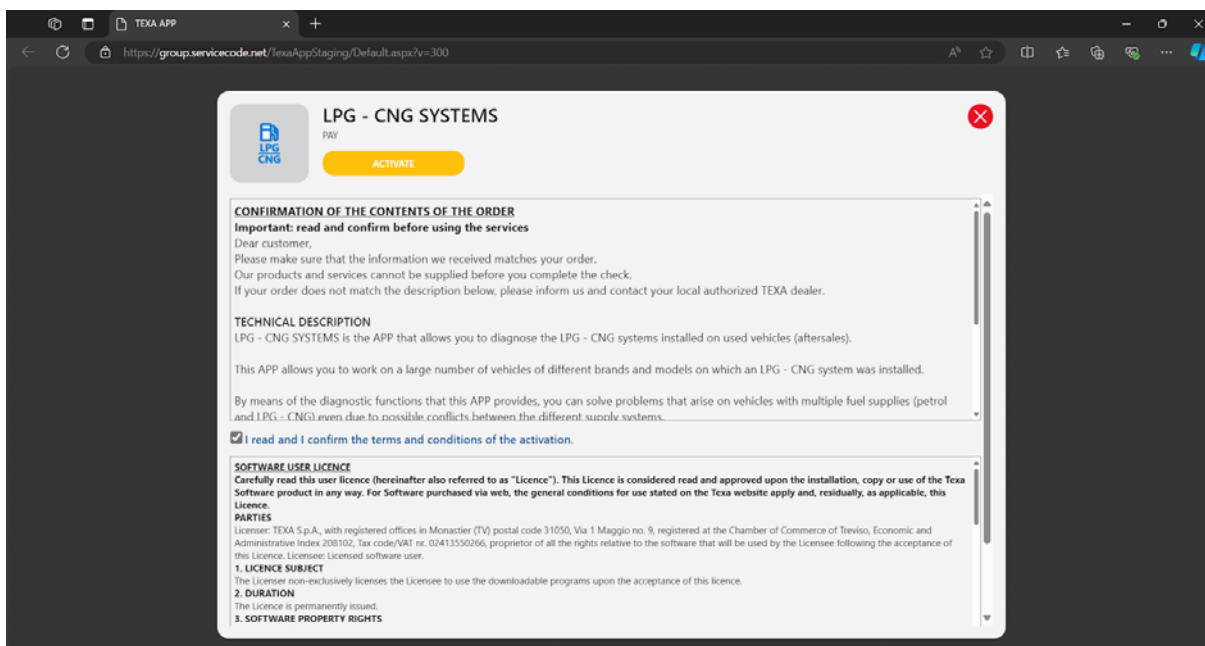 TEXA APP
https://group.servicecode.net/TexaAppStaging/Default.aspx?v=300
LPG - CNG SYSTEMS
PAY
LPG
CNG
ACTIVATE
CONFIRMATION OF THE CONTENTS OF THE ORDER
Important: read and confirm before using the services
Dear customer,
Please make sure that the information we received matches your order.
Our products and services cannot be supplied before you complete the check.
If your order does not match the description below, please inform us and contact your local authorized TEXA dealer.
TECHNICAL DESCRIPTION
LPG - CNG SYSTEMS is the APP that allows you to diagnose the LPG - CNG systems installed on used vehicles (aftersales).
This APP allows you to work on a large number of vehicles of different brands and models on which an LPG - CNG system was installed.
By means of the diagnostic functions that this APP provides, you can solve problems that arise on vehicles with multiple fuel supplies (petrol
and LPG - CNG) even due to possible conflicts between the different supply systems.
I read and I confirm the terms and conditions of the activation.
SOFTWARE USER LICENCE
Carefully read this user licence (hereinafter also referred to as "Licence"). This Licence is considered read and approved upon the installation, copy or use of the Texa
Software product in any way. For Software purchased via web, the general conditions for use stated on the Texa website apply and, residually, as applicable, this
Licence.
PARTIES
Licenser: TEXA S.p.A., with registered offices in Monastier (TV) postal code 31050, Via 1 Maggio no. 9, registered at the Chamber of Commerce of Treviso, Economic and
Administrative Index 208102, Tax code/VAT nr. 02413550266, proprietor of all the rights relative to the software that will be used by the Licensee following the acceptance of
this Licence. Licensee: Licensed software user.
1. LICENCE SUBJECT
The Licenser non-exclusively licenses the Licensee to use the downloadable programs upon the acceptance of this licence.
2. DURATION
The Licence is permanently issued.
3. SOFTWARE PROPERTY RIGHTS